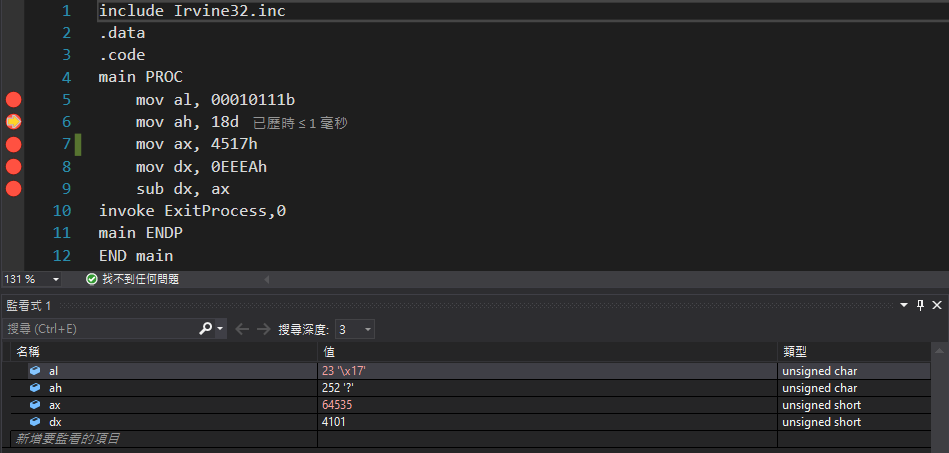 1 include Irvine32.inc
2 .data
3 .code
4 main PROC
5 mov al, 00010111b
6 mov ah, 18d 已歷時 ≤ 1 毫秒
7 mov ax, 4517h
8 mov dx, 0EEEAh
9 sub dx, ax
10 invoke ExitProcess,0
11 main ENDP
12 END main
131 % 找不到任何問題
監看式 1
搜尋 (Ctrl+E) 搜尋深度: 3
名稱 值 類型
al 23 '\x17' unsigned char
ah 252 '?' unsigned char
ax 64535 unsigned short
dx 4101 unsigned short
新增要監看的項目